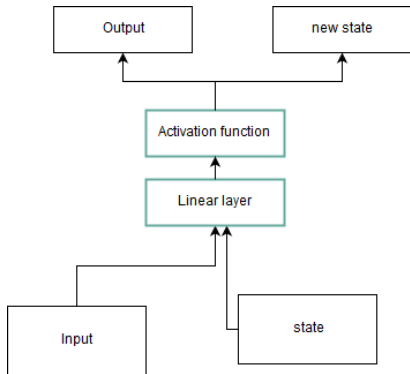 Output
new state
Activation function
Linear layer
Input
state